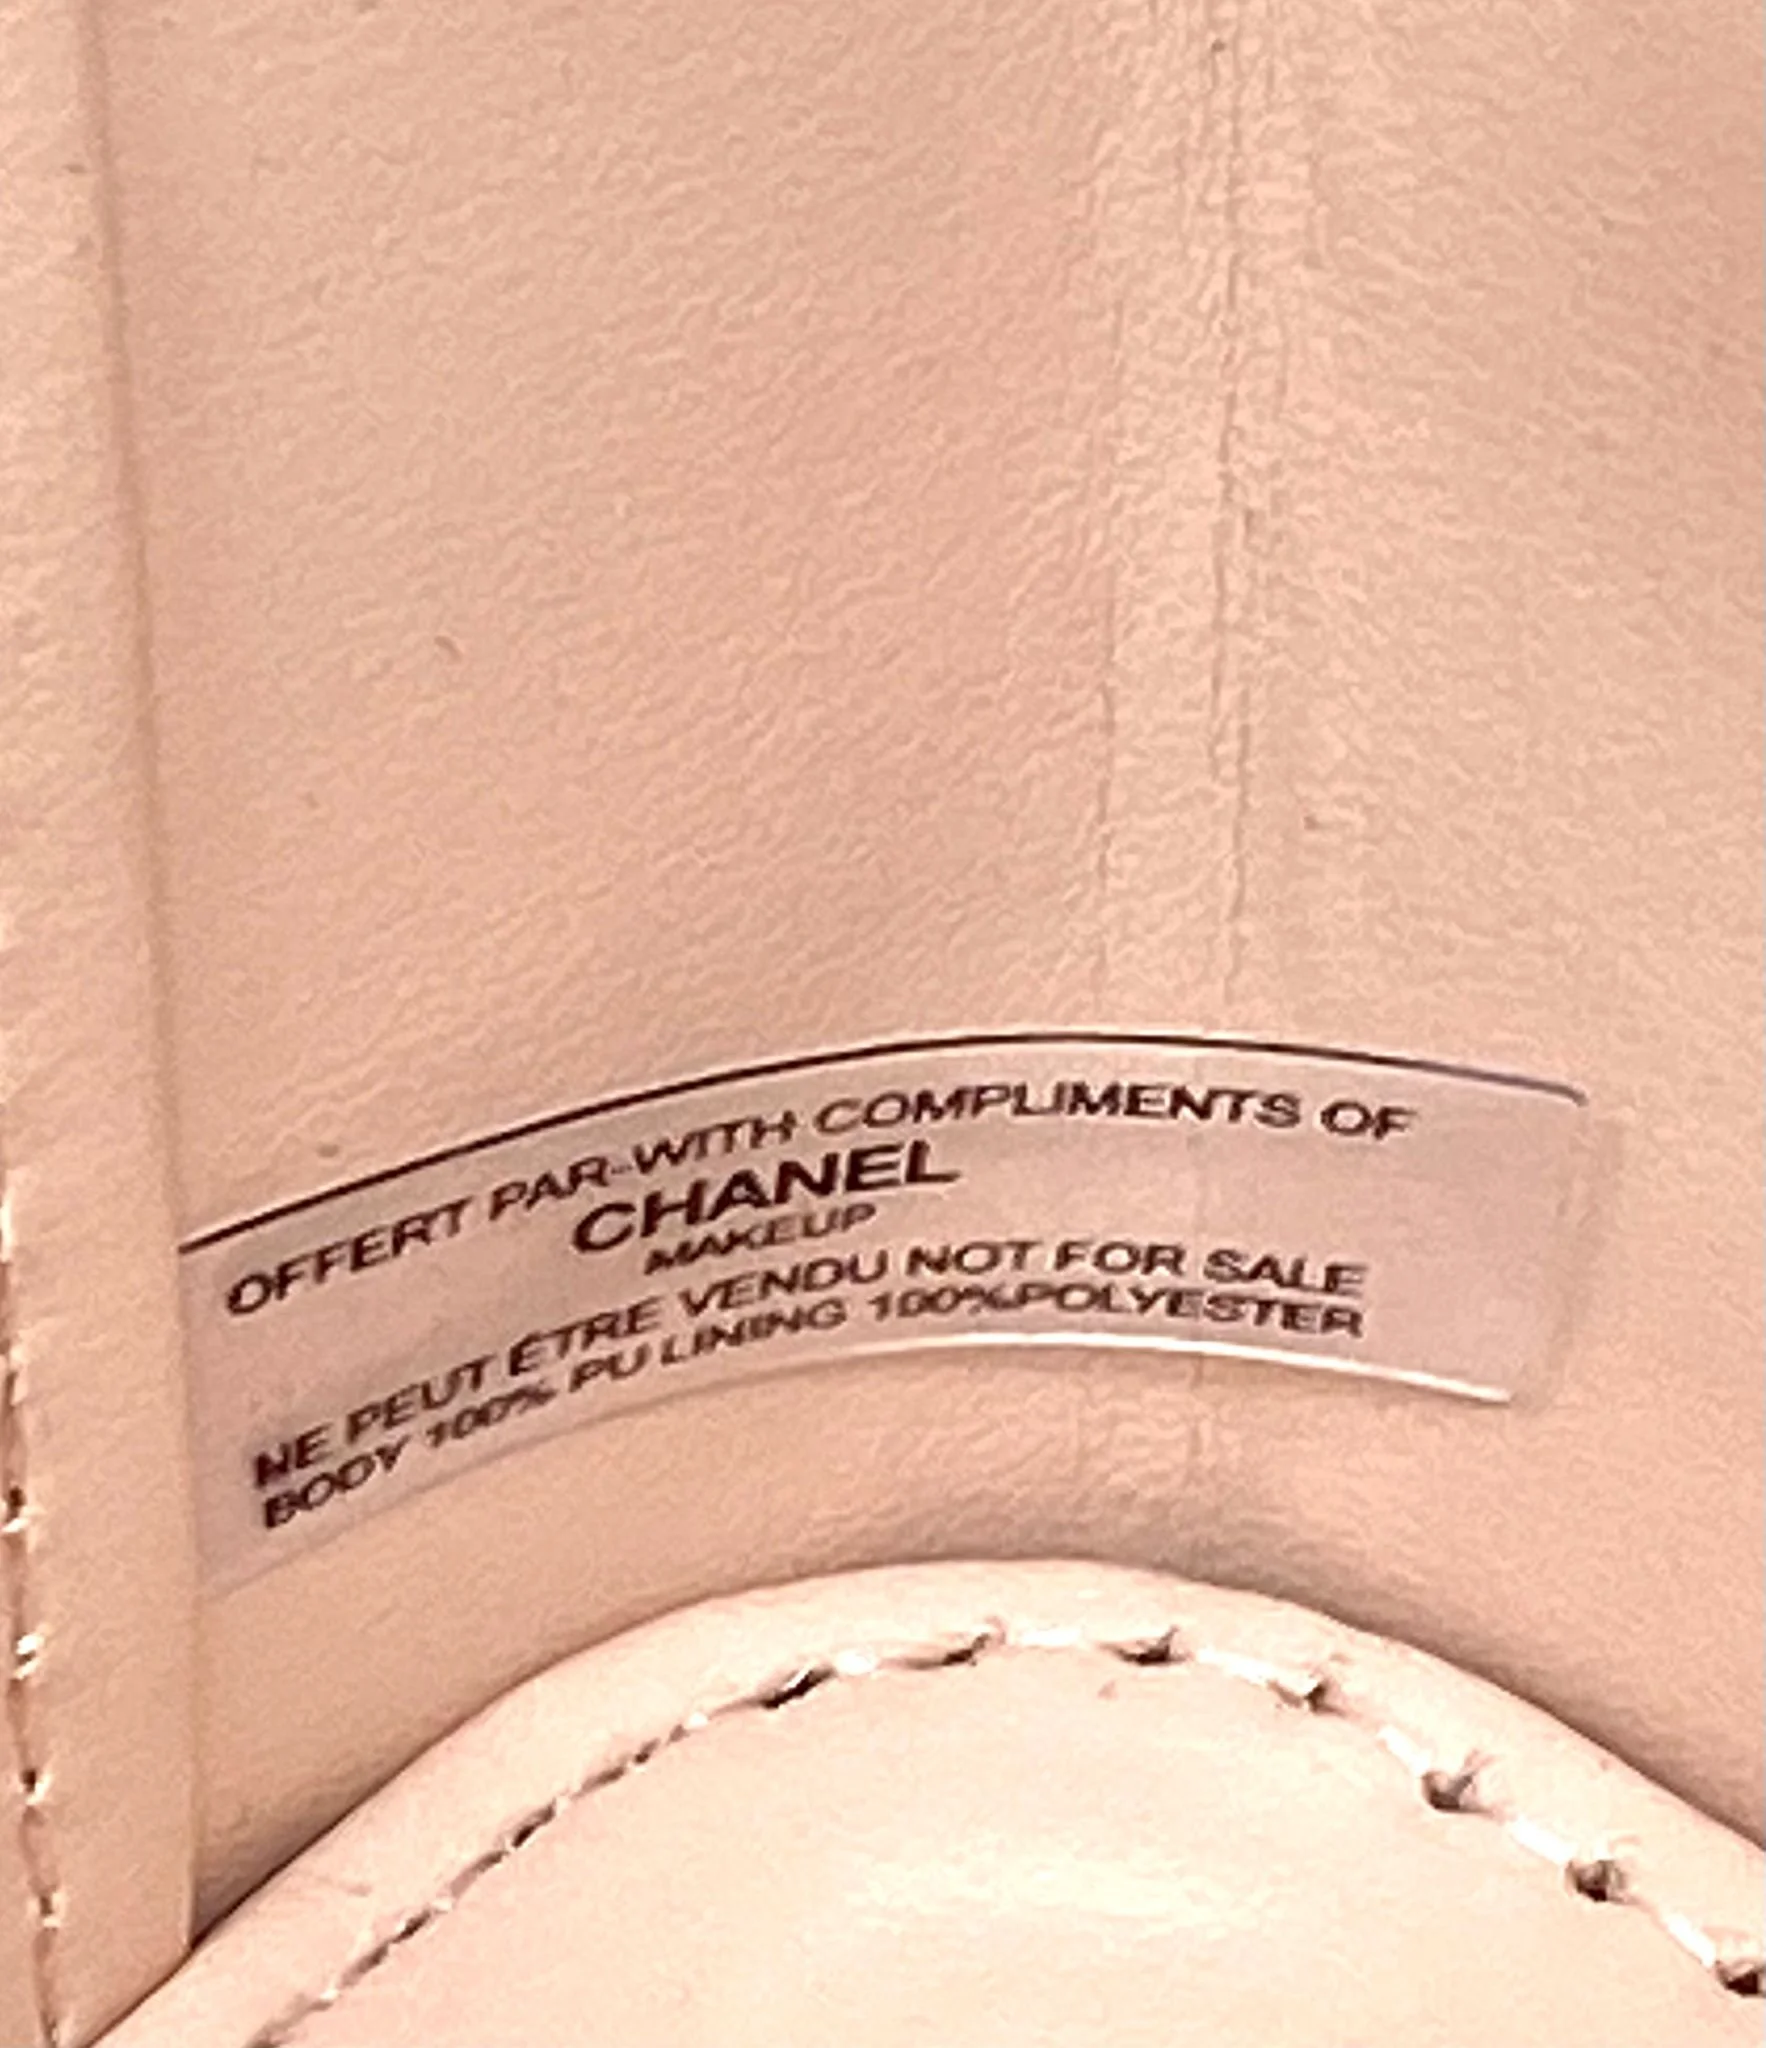 OFFERT PAR-WITH COMPLIMENTS OF
CHANEL
MAKEUP
NE PEUT ÉTRE VENDU NOT FOR SALE
BODY 100% PU LINING 100%POLYESTER